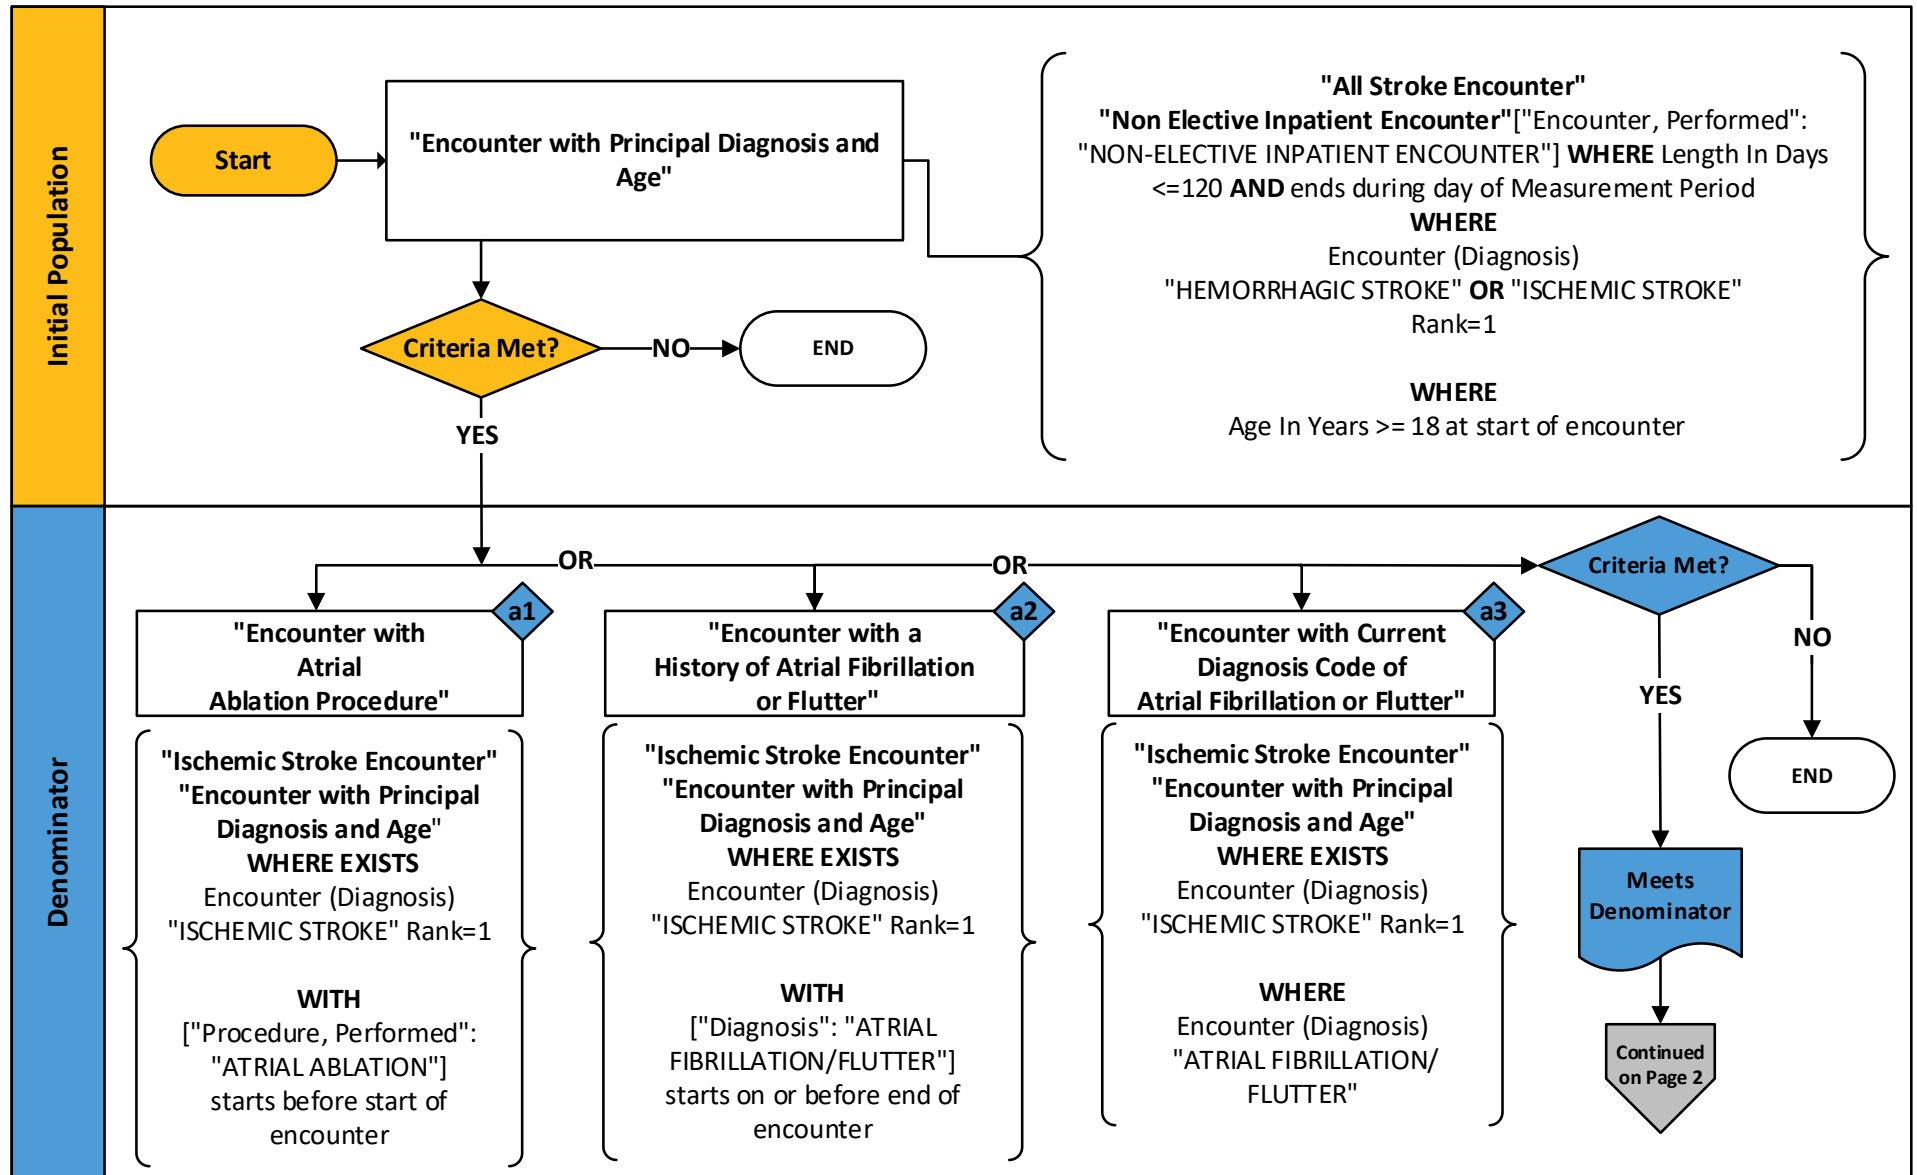 Initial Population
Start
"Encounter with Principal Diagnosis and
Age"
"All Stroke Encounter"
"Non Elective Inpatient Encounter"["Encounter, Performed":
"NON-ELECTIVE INPATIENT ENCOUNTER"] WHERE Length In Days
<=120 AND ends during day of Measurement Period
WHERE
Encounter (Diagnosis)
"HEMORRHAGIC STROKE" OR "ISCHEMIC STROKE"
Rank=1
WHERE
Age In Years >= 18 at start of encounter
Criteria Met?
NO
END
YES
Denominator
OR
OR
a1
"Encounter with
Atrial
Ablation Procedure"
"Ischemic Stroke Encounter"
"Encounter with Principal
Diagnosis and Age"
WHERE EXISTS
Encounter (Diagnosis)
"ISCHEMIC STROKE" Rank=1
WITH
["Procedure, Performed":
"ATRIAL ABLATION"]
starts before start of
encounter
a2
"Encounter with a
History of Atrial Fibrillation
or Flutter"
"Ischemic Stroke Encounter"
"Encounter with Principal
Diagnosis and Age"
WHERE EXISTS
Encounter (Diagnosis)
"ISCHEMIC STROKE" Rank=1
WITH
["Diagnosis": "ATRIAL
FIBRILLATION/FLUTTER"]
starts on or before end of
encounter
a3
"Encounter with Current
Diagnosis Code of
Atrial Fibrillation or Flutter"
"Ischemic Stroke Encounter"
"Encounter with Principal
Diagnosis and Age"
WHERE EXISTS
Encounter (Diagnosis)
"ISCHEMIC STROKE" Rank=1
WHERE
Encounter (Diagnosis)
"ATRIAL FIBRILLATION/
FLUTTER"
Criteria Met?
NO
END
YES
Meets
Denominator
Continued
on Page 2